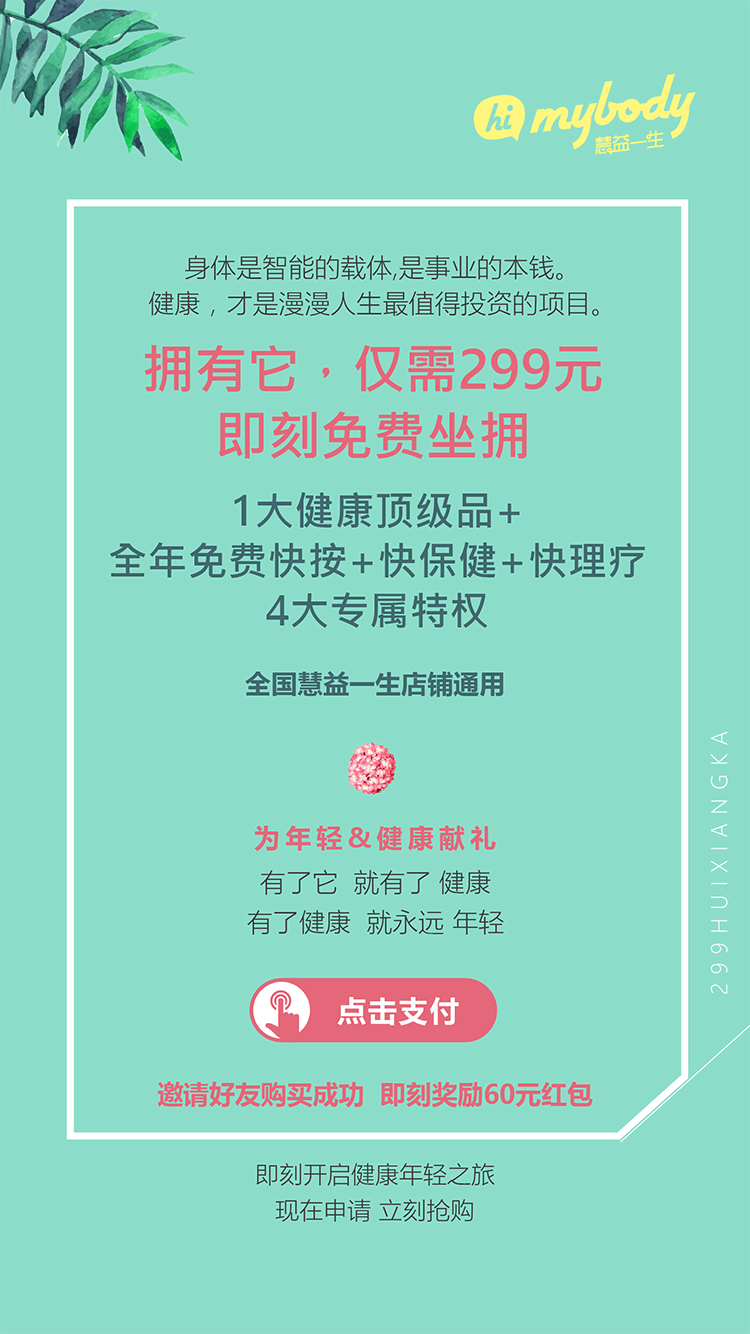 hi mybody
慧益一生
身体是智能的载体,是事业的本钱。
健康，才是漫漫人生最值得投资的项目。
拥有它，仅需299元
即刻免费坐拥
1大健康顶级品+
全年免费快按+快保健+快理疗
4大专属特权
全国慧益一生店铺通用
为年轻&健康献礼
有了它 就有了 健康
有了健康 就永远 年轻
点击支付
邀请好友购买成功 即刻奖励60元红包
299HUIXIANGKA
即刻开启健康年轻之旅
现在申请 立刻抢购